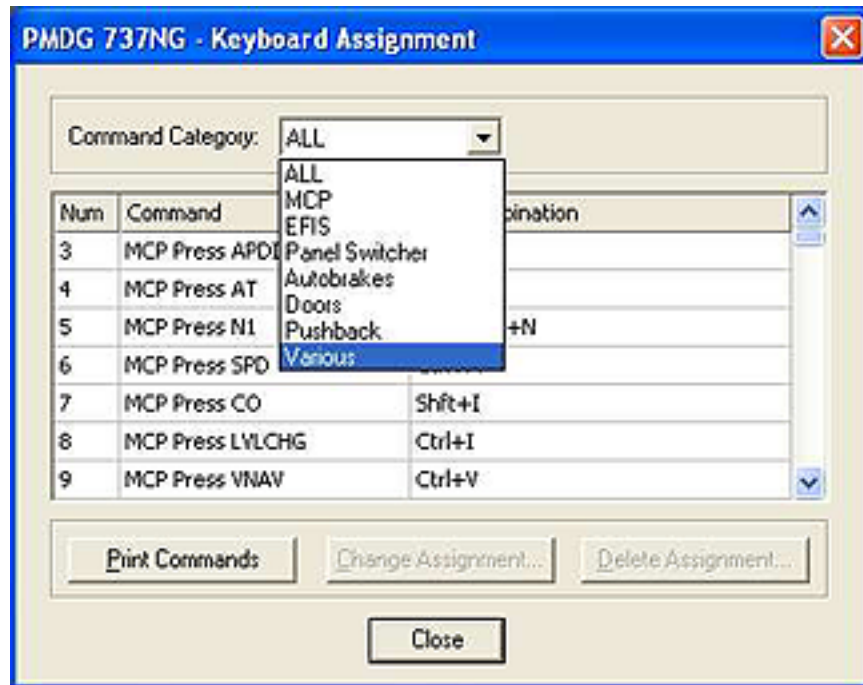 PMDG 737NG - Keyboard Assignment
Command Category: ALL
ALL
MCP
EFIS
Panel Switcher
Autobrakes
Doors
Pushback
Various
Num Command
3 MCP Press
4 MCP Press AT
5 MCP Press N1 +N
6 MCP Press SPD
7 MCP Press CO Shft+I
8 MCP Press LVLCHG Ctrl+I
9 MCP Press VNAV Ctrl+V
Print Commands Change Assignment... Delete Assignment...
Close